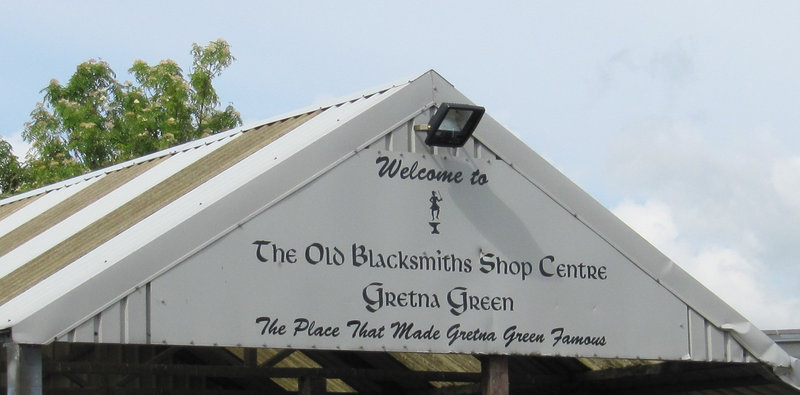 Welcome to
The Old Blacksmiths Shop Centre
Gretna Green
The Place That Made Gretna Green Famous